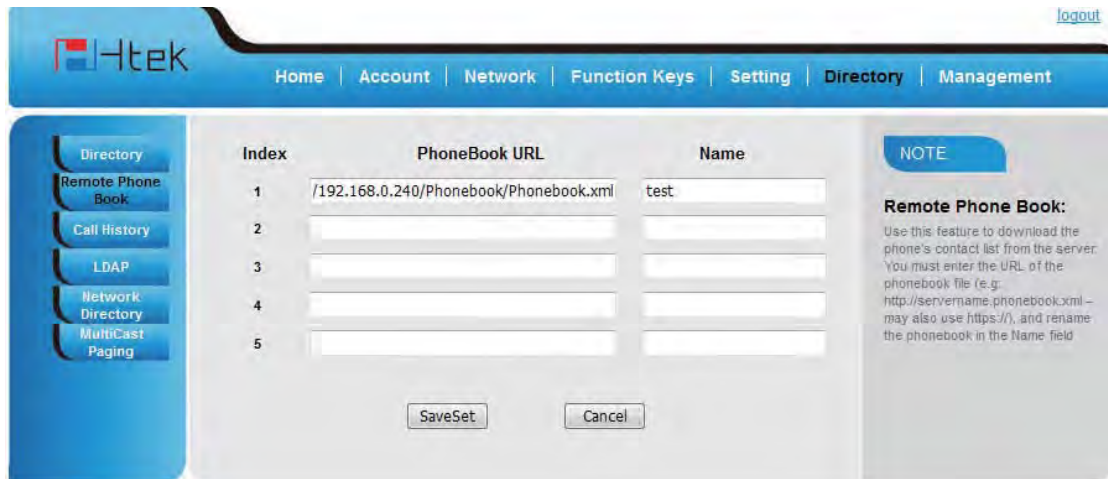 logout
Htek
Home | Account | Network | Function Keys | Setting | Directory | Management
Directory
Remote Phone
Book
Call History
LDAP
Network
Directory
MultiCast
Paging
Index PhoneBook URL Name
1 /192.168.0.240/Phonebook/Phonebook.xml test
2
3
4
5
SaveSet Cancel
NOTE
Remote Phone Book:
Use this feature to download the
phone's contact list from the server.
You must enter the URL of the
phonebook file (e.g.
http://servername.phonebook.xml –
may also use https://), and rename
the phonebook in the Name field